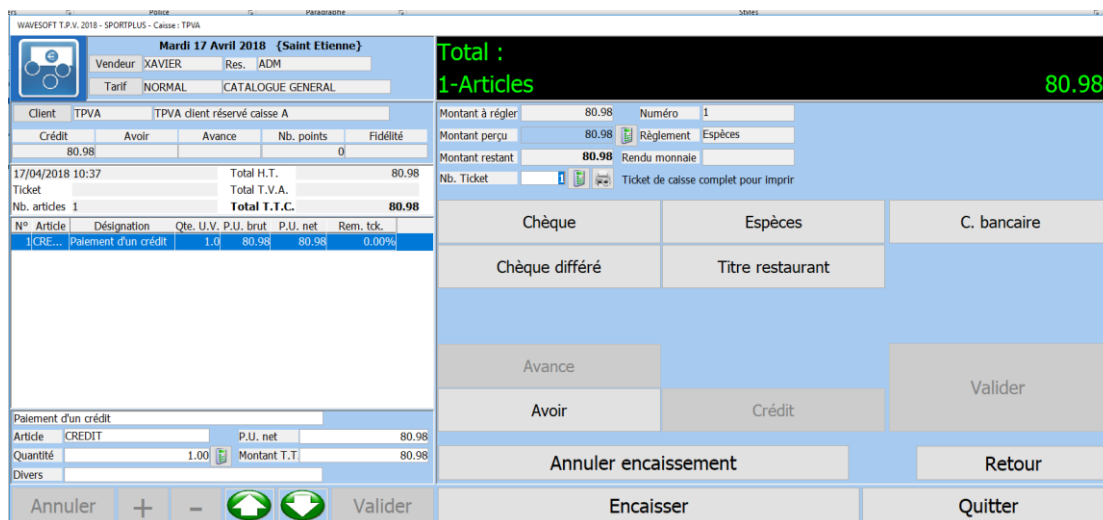 Police Paragraphe Styles
WAVESOFT T.P.V. 2018 - SPORTPLUS - Caisse : TPVA
Mardi 17 Avril 2018 {Saint Etienne}
Vendeur XAVIER Res. ADM
Tarif NORMAL CATALOGUE GENERAL
Client TPVA TPVA client réservé caisse A
Crédit Avoir Avance Nb. points Fidélité
80.98 0
17/04/2018 10:37 Total H.T. 80.98
Ticket Total T.V.A.
Nb. articles 1 Total T.T.C. 80.98
N° Article Désignation Qte. U.V. P.U. brut P.U. net Rem. tck.
1 CRE... Paiement d'un crédit 1.0 80.98 80.98 0.00%
Paiement d'un crédit
Article CREDIT P.U. net 80.98
Quantité 1.00 Montant T.T 80.98
Divers
Annuler + - Valider
Total :
1-Articles 80.98
Montant à régler 80.98 Numéro 1
Montant perçu 80.98 Règlement Espèces
Montant restant 80.98 Rendu monnaie
Nb. Ticket 1 Ticket de caisse complet pour imprir
Chèque Espèces C. bancaire
Chèque différé Titre restaurant
Avance
Valider
Avoir Crédit
Annuler encaissement Retour
Encaisser Quitter